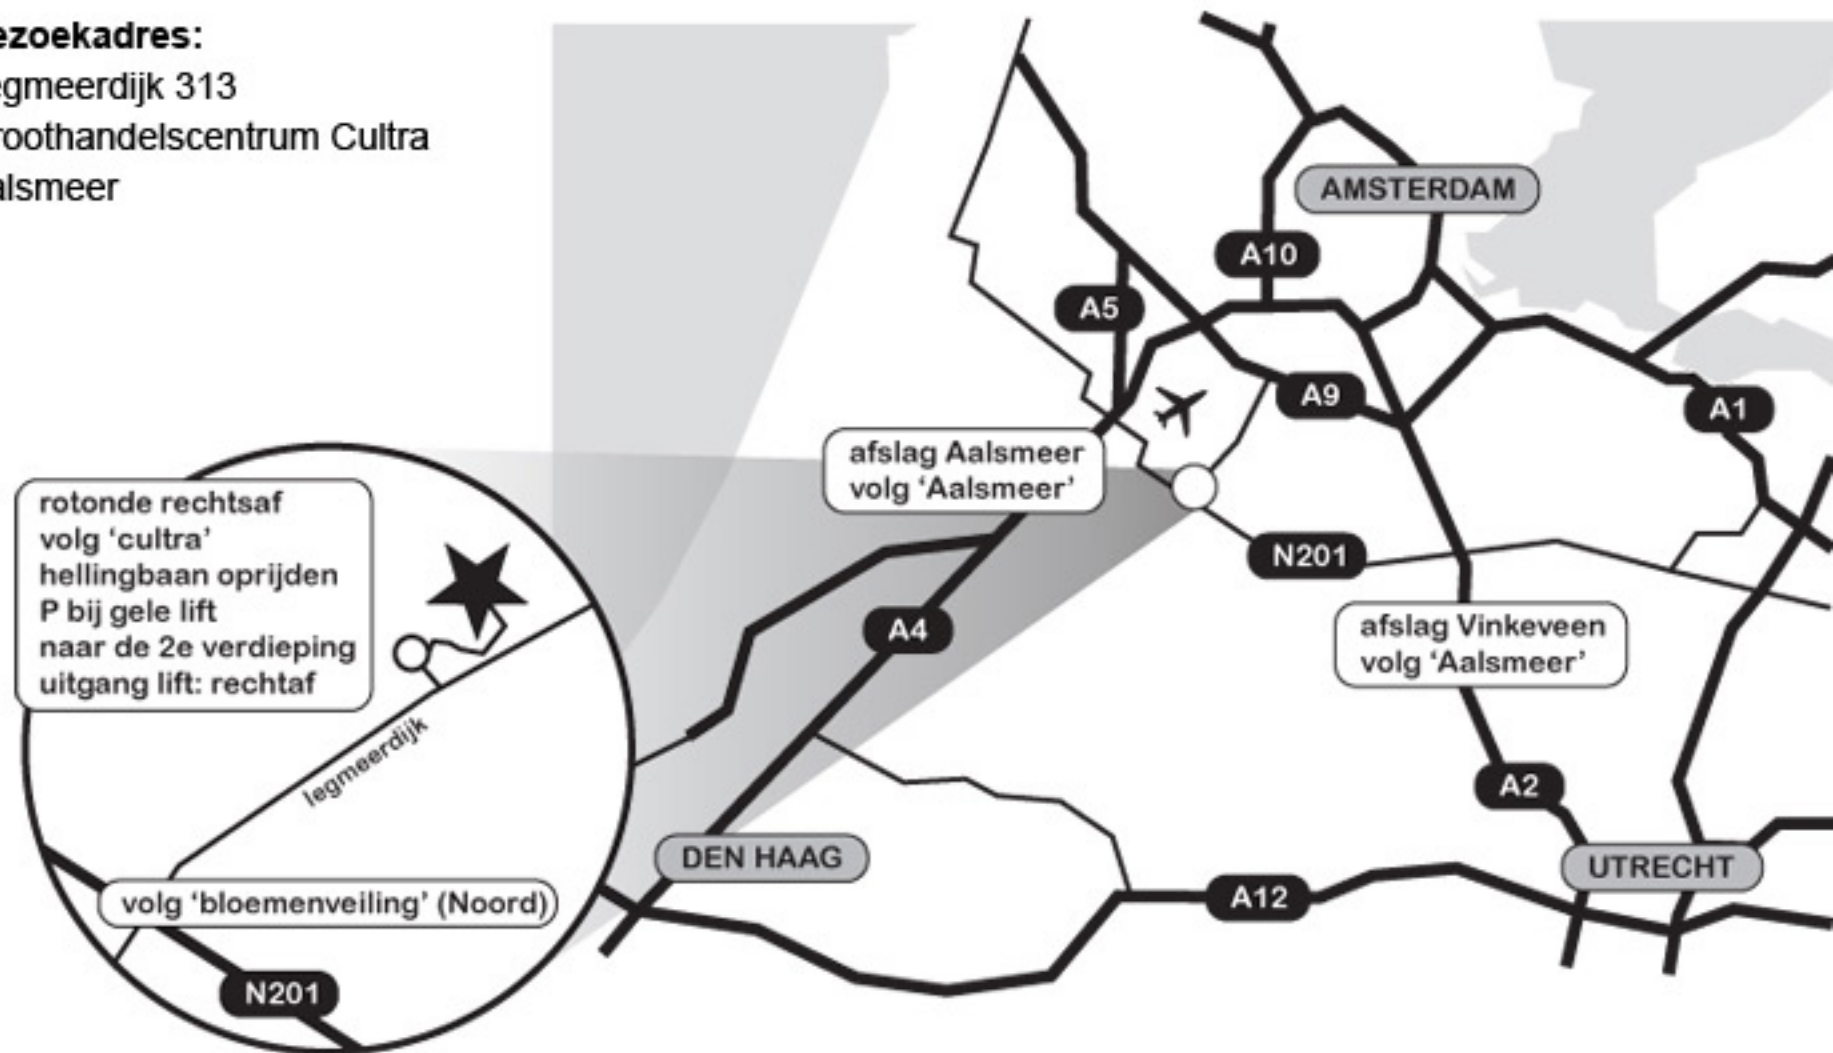 ezoekadres:
egmeerdijk 313
roothandelscentrum Cultra
alsmeer
AMSTERDAM
A10
A5
A9
A1
afslag Aalsmeer
volg ‘Aalsmeer’
N201
A4
afslag Vinkeveen
volg ‘Aalsmeer’
A2
DEN HAAG
UTRECHT
A12
rotonde rechtsaf
volg ‘cultra’
hellingbaan oprijden
P bij gele lift
naar de 2e verdieping
uitgang lift: rechtaf
legmeerdijk
volg ‘bloemenveiling’ (Noord)
N201